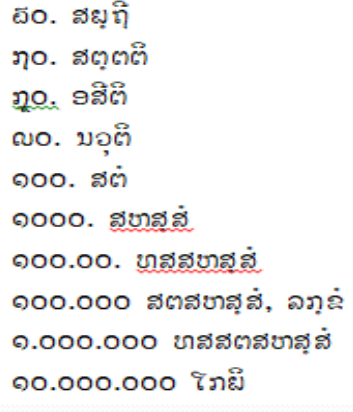 ໖໐. ສຏ຺ຐີ
໗໐. ສຕ຺ຕຕິ
໘໐. ອສີຕິ
໙໐. ນວຸຕິ
໑໐໐. ສຕໍ
໑໐໐໐. ສຫສ຺ສໍ
໑໐໐.໐໐. ທສສຫສ຺ສໍ
໑໐໐.໐໐໐ ສຕສຫສ຺ສໍ, ລກ຺ຂໍ
໑.໐໐໐.໐໐໐ ທສສຕສຫສ຺ສໍ
໑໐.໐໐໐.໐໐໐ ໂກຏິ